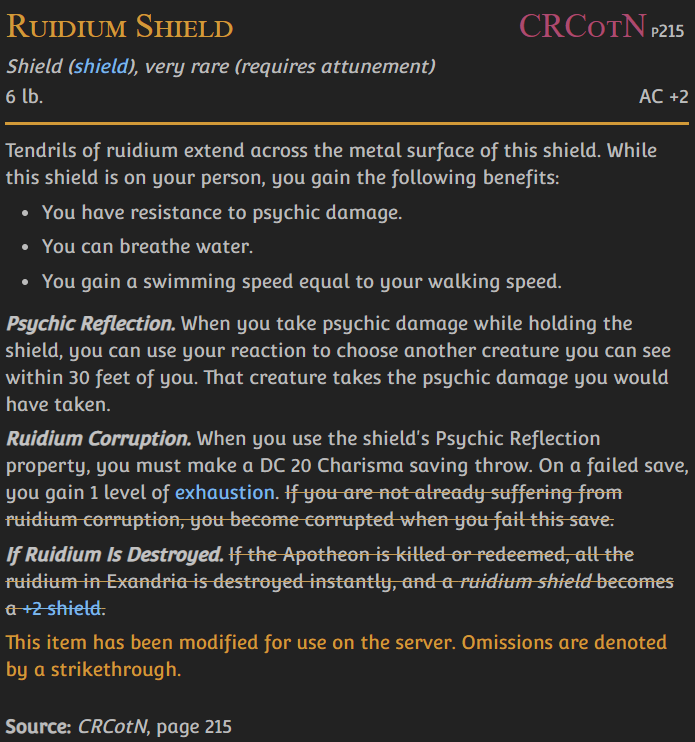 Ruidium Shield CRCotN p215
Shield (shield), very rare (requires attunement)
6 lb. AC +2
Tendrils of ruidium extend across the metal surface of this shield. While
this shield is on your person, you gain the following benefits:
• You have resistance to psychic damage.
• You can breathe water.
• You gain a swimming speed equal to your walking speed.
Psychic Reflection. When you take psychic damage while holding the
shield, you can use your reaction to choose another creature you can see
within 30 feet of you. That creature takes the psychic damage you would
have taken.
Ruidium Corruption. When you use the shield's Psychic Reflection
property, you must make a DC 20 Charisma saving throw. On a failed save,
you gain 1 level of exhaustion. If you are not already suffering from
ruidium corruption, you become corrupted when you fail this save.
If Ruidium Is Destroyed. If the Apotheon is killed or redeemed, all the
ruidium in Exandria is destroyed instantly, and a ruidium shield becomes
a +2 shield.
This item has been modified for use on the server. Omissions are denoted
by a strikethrough.
Source: CRCotN, page 215